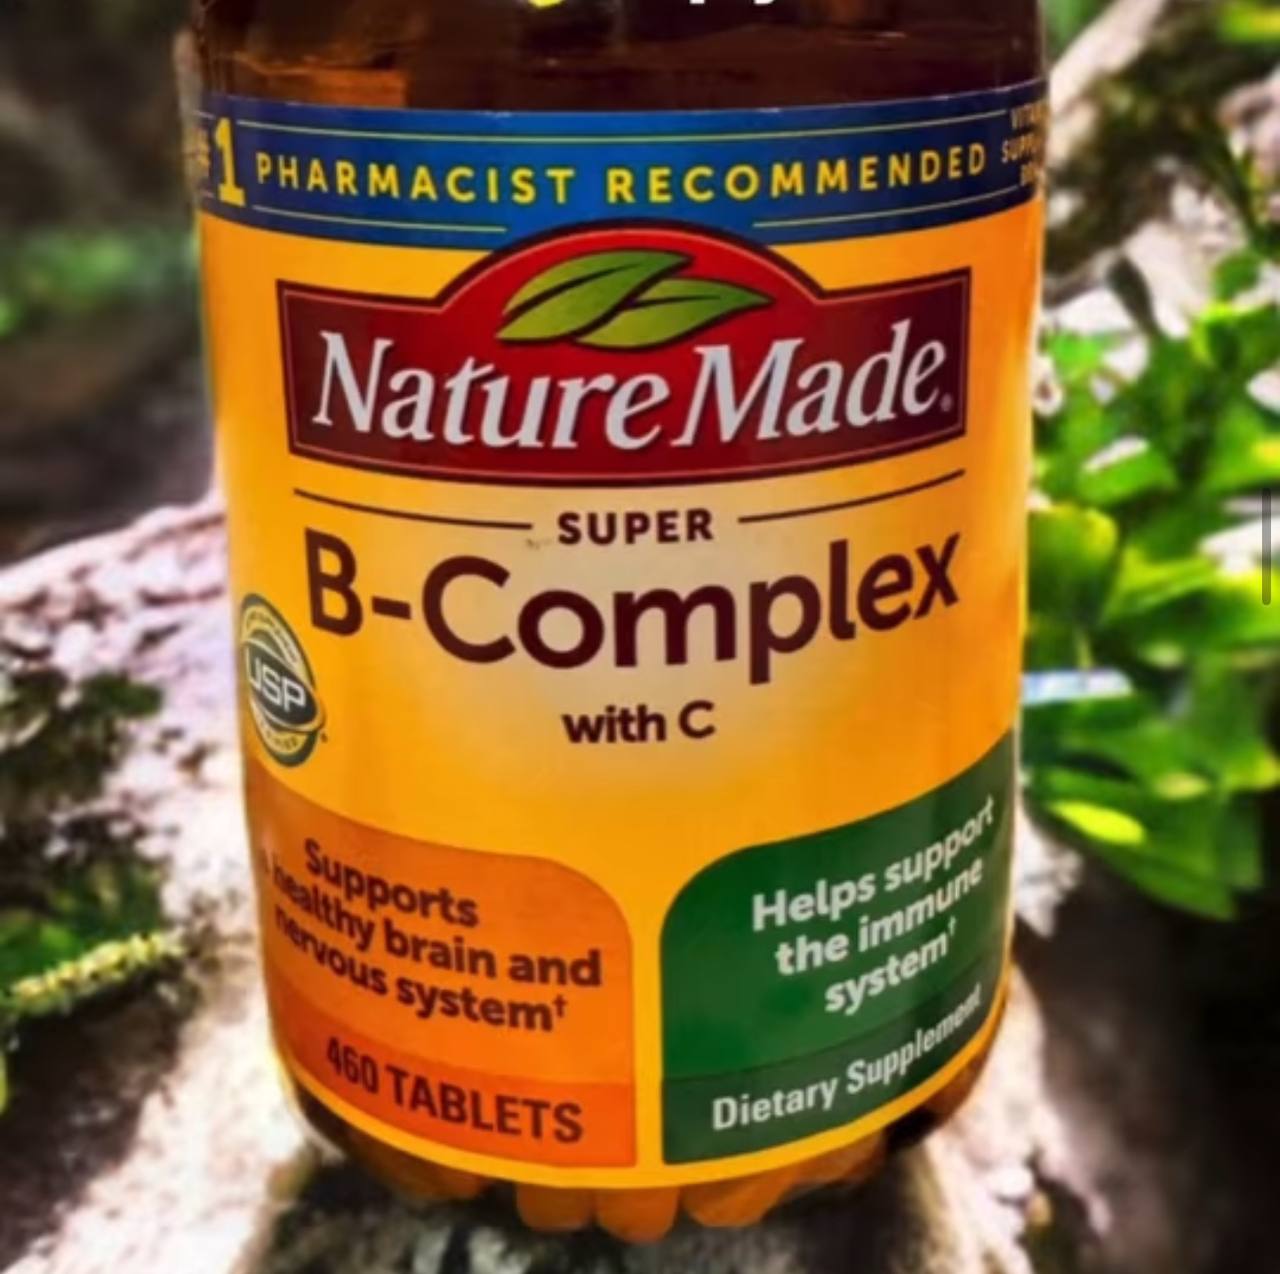 #1 PHARMACIST RECOMMENDED
Nature Made®
SUPER
B-Complex
with C
USP
Supports
healthy brain and
nervous system†
460 TABLETS
Helps support
the immune
system†
Dietary Supplement